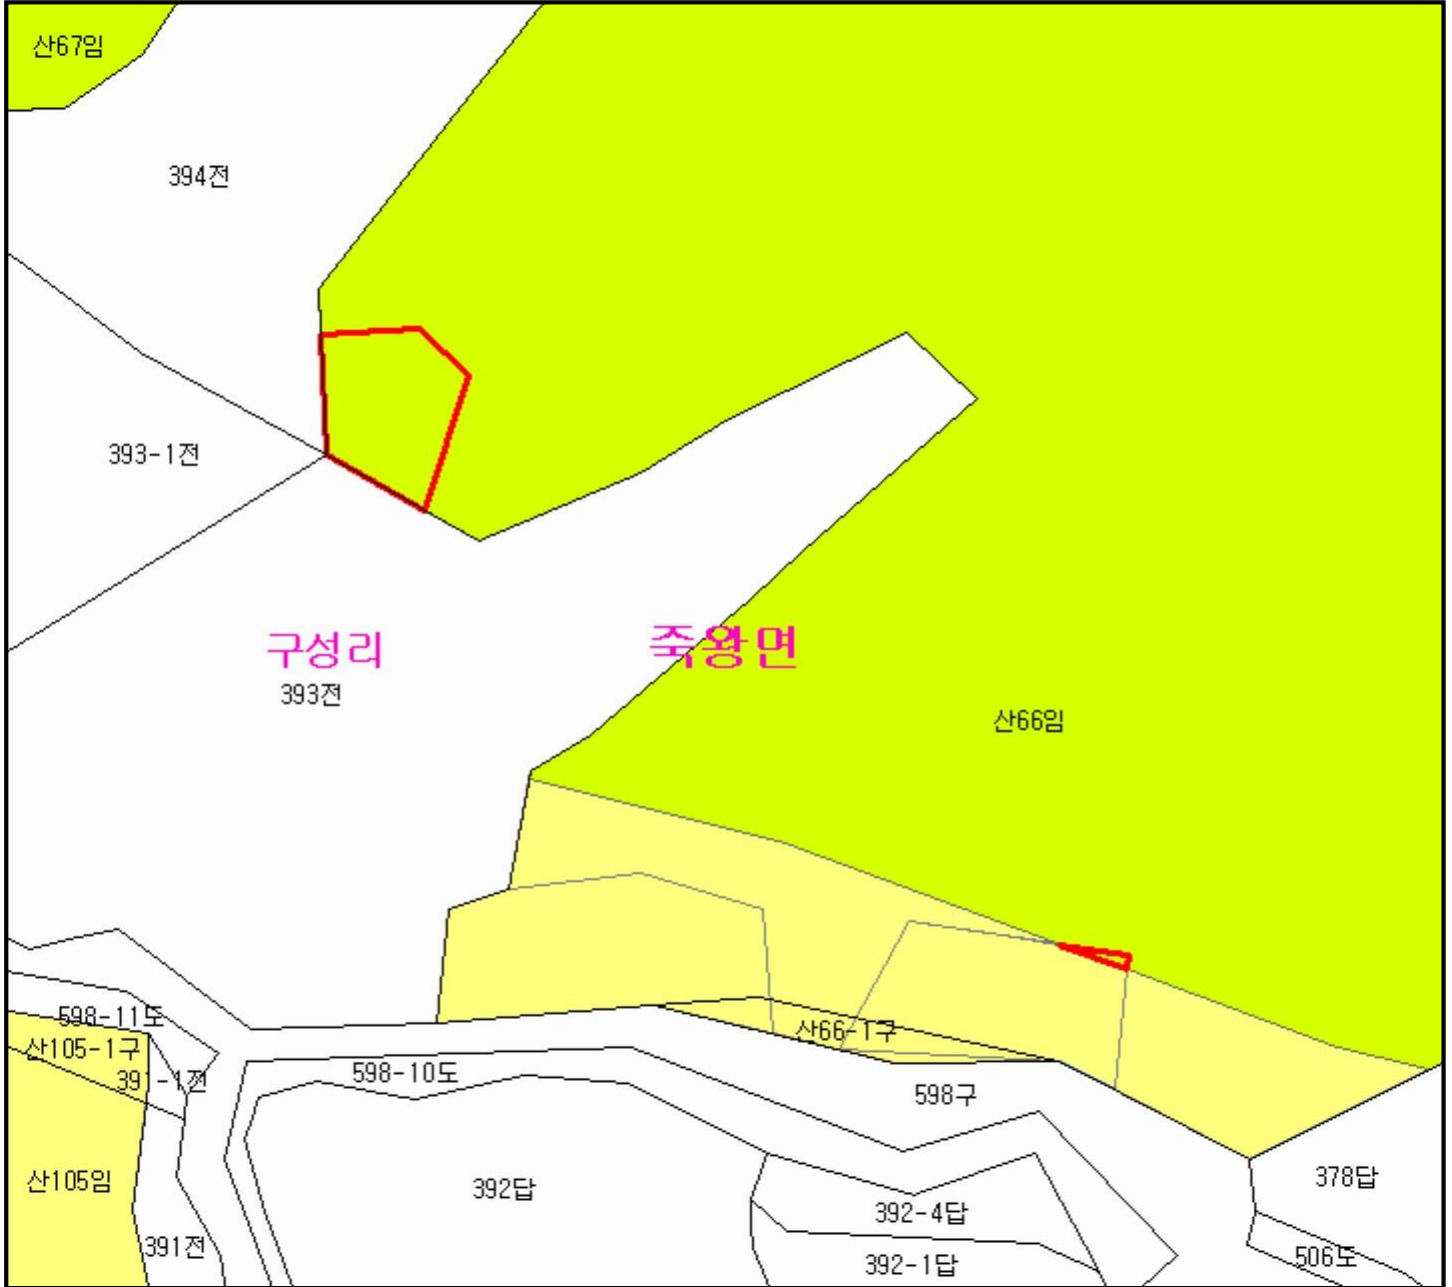 산67임
394전
393-1전
구성리
죽왕면
393전
산66임
598-11도
산66-1구
산105-1구
391-1전
598-10도
598구
산105임
392답
378답
392-4답
391전
506도
392-1답